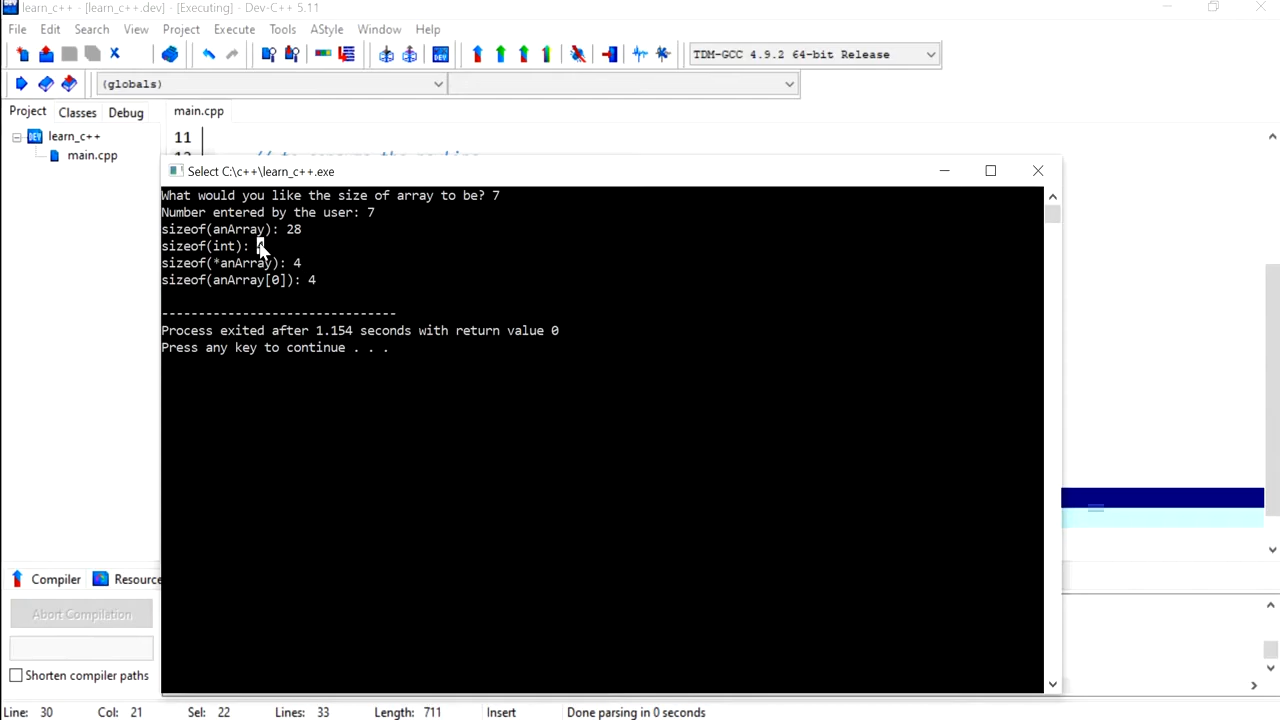 learn_c++ - [learn_c++.dev] - [Executing] - Dev-C++ 5.11
File Edit Search View Project Execute Tools AStyle Window Help
TDM-GCC 4.9.2 64-bit Release
(globals)
Project Classes Debug main.cpp
learn_c++
main.cpp
11
Select C:\c++\learn_c++.exe
What would you like the size of array to be? 7
Number entered by the user: 7
sizeof(anArray): 28
sizeof(int):
sizeof(*anArray): 4
sizeof(anArray[0]): 4
--------------------------------
Process exited after 1.154 seconds with return value 0
Press any key to continue . . .
Compiler Resource
Abort Compilation
Shorten compiler paths
Line: 30 Col: 21 Sel: 22 Lines: 33 Length: 711 Insert Done parsing in 0 seconds